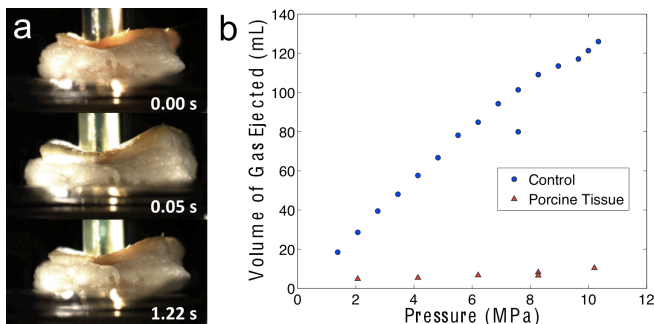 a
0.00 s
0.05 s
1.22 s
b
Volume of Gas Ejected (mL)
140
120
100
80
60
40
20
0
Control
Porcine Tissue
0 2 4 6 8 10 12
Pressure (MPa)